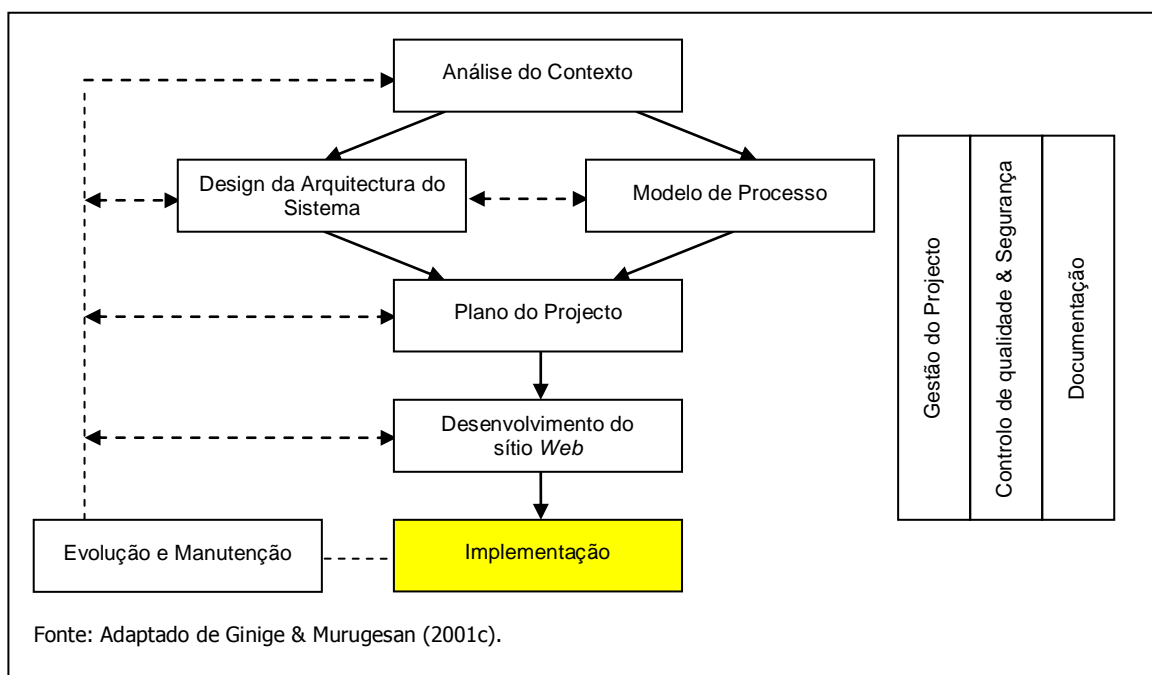 Análise do Contexto
Design da Arquitectura do
Sistema
Modelo de Processo
Plano do Projecto
Desenvolvimento do
sítio Web
Evolução e Manutenção
Implementação
Gestão do Projecto
Controlo de qualidade & Segurança
Documentação
Fonte: Adaptado de Ginige & Murugesan (2001c).